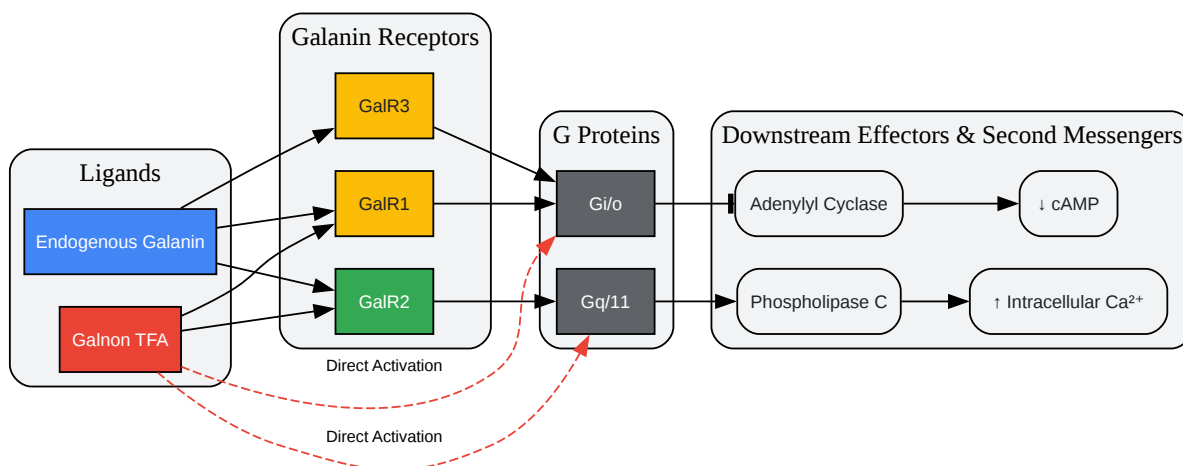 Ligands
Endogenous Galanin
Galnon TFA
Galanin Receptors
GalR3
GalR1
GalR2
Direct Activation
Direct Activation
G Proteins
Gi/o
Gq/11
Downstream Effectors & Second Messengers
Adenylyl Cyclase
↓ cAMP
Phospholipase C
↑ Intracellular Ca²⁺